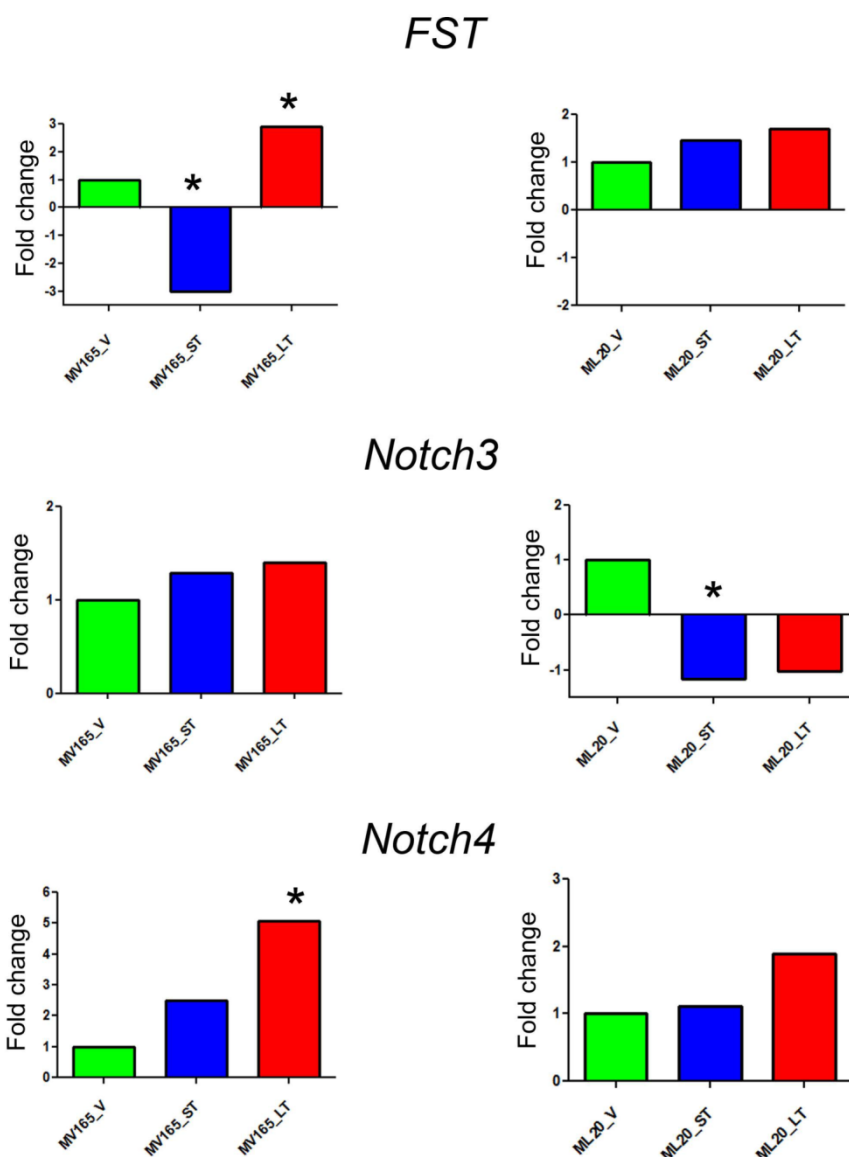 FST
*
*
Fold change
3
2
1
0
-1
-2
-3
MV165_V
MV165_ST
MV165_LT
Fold change
2
1
0
-1
-2
ML20_V
ML20_ST
ML20_LT
Notch3
Fold change
2
1
0
MV165_V
MV165_ST
MV165_LT
*
Fold change
2
1
0
-1
ML20_V
ML20_ST
ML20_LT
Notch4
*
Fold change
6
5
4
3
2
1
0
MV165_V
MV165_ST
MV165_LT
Fold change
3
2
1
0
ML20_V
ML20_ST
ML20_LT